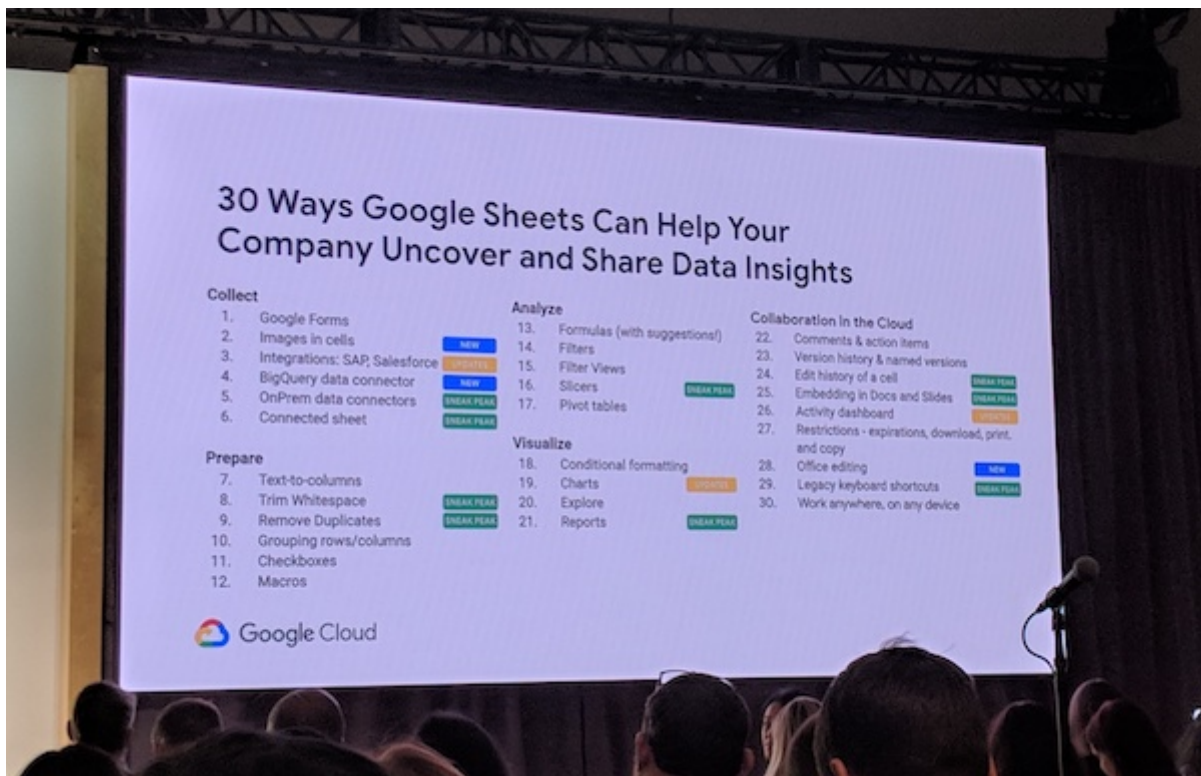 30 Ways Google Sheets Can Help Your
Company Uncover and Share Data Insights
Collect
1. Google Forms
2. Images in cells NEW
3. Integrations: SAP, Salesforce UPDATES
4. BigQuery data connector NEW
5. OnPrem data connectors SNEAK PEAK
6. Connected sheet SNEAK PEAK
Prepare
7. Text-to-columns
8. Trim Whitespace SNEAK PEAK
9. Remove Duplicates SNEAK PEAK
10. Grouping rows/columns
11. Checkboxes
12. Macros
Analyze
13. Formulas (with suggestions!)
14. Filters
15. Filter Views
16. Slicers SNEAK PEAK
17. Pivot tables
Visualize
18. Conditional formatting
19. Charts UPDATES
20. Explore
21. Reports SNEAK PEAK
Collaboration in the Cloud
22. Comments & action items
23. Version history & named versions
24. Edit history of a cell SNEAK PEAK
25. Embedding in Docs and Slides SNEAK PEAK
26. Activity dashboard UPDATES
27. Restrictions - expirations, download, print,
and copy
28. Office editing NEW
29. Legacy keyboard shortcuts SNEAK PEAK
30. Work anywhere, on any device
Google Cloud